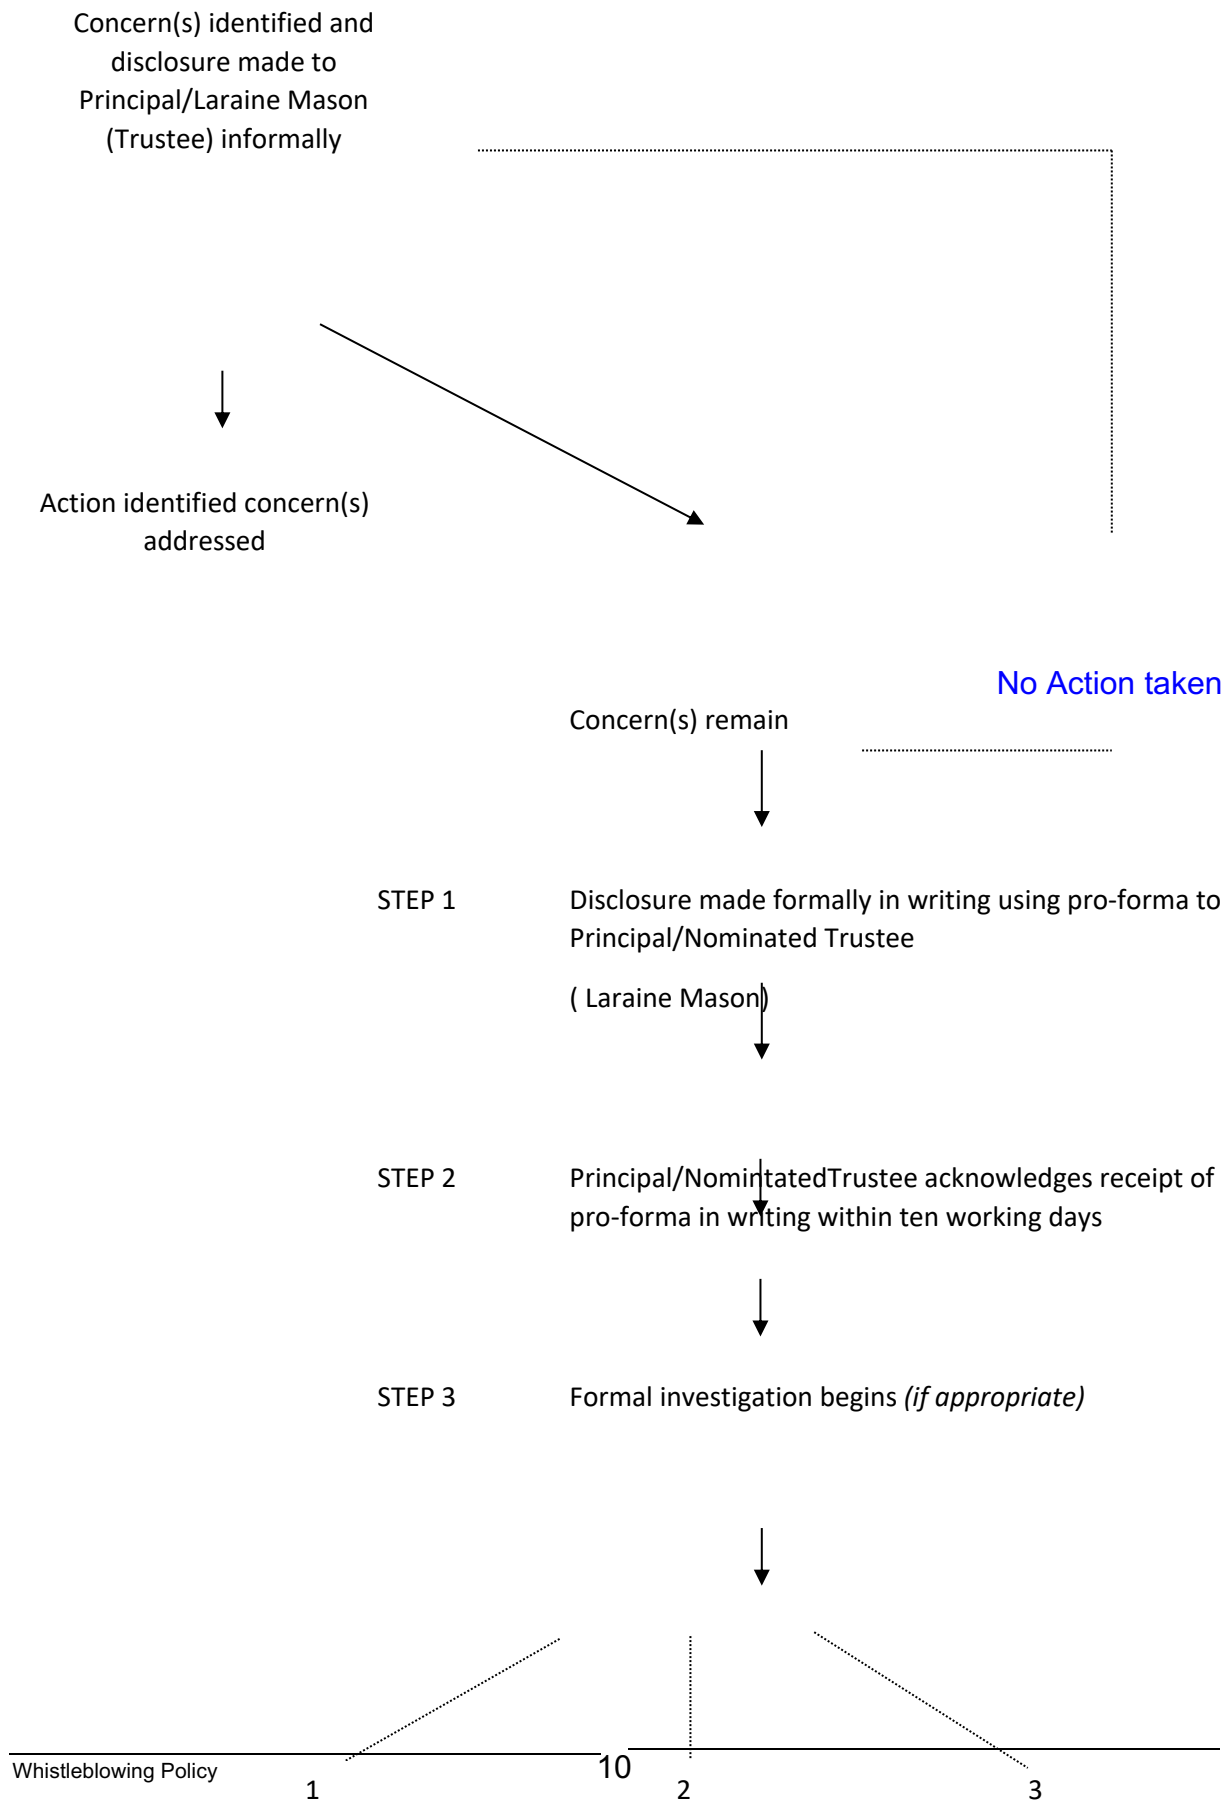 Concern(s) identified and
disclosure made to
Principal/Laraine Mason
(Trustee) informally
Action identified concern(s)
addressed
No Action taken
Concern(s) remain
STEP 1 Disclosure made formally in writing using pro-forma to
Principal/Nominated Trustee
( Laraine Mason)
STEP 2 Principal/NomintatedTrustee acknowledges receipt of
pro-forma in writing within ten working days
STEP 3 Formal investigation begins (if appropriate)
Whistleblowing Policy 10
1 2 3